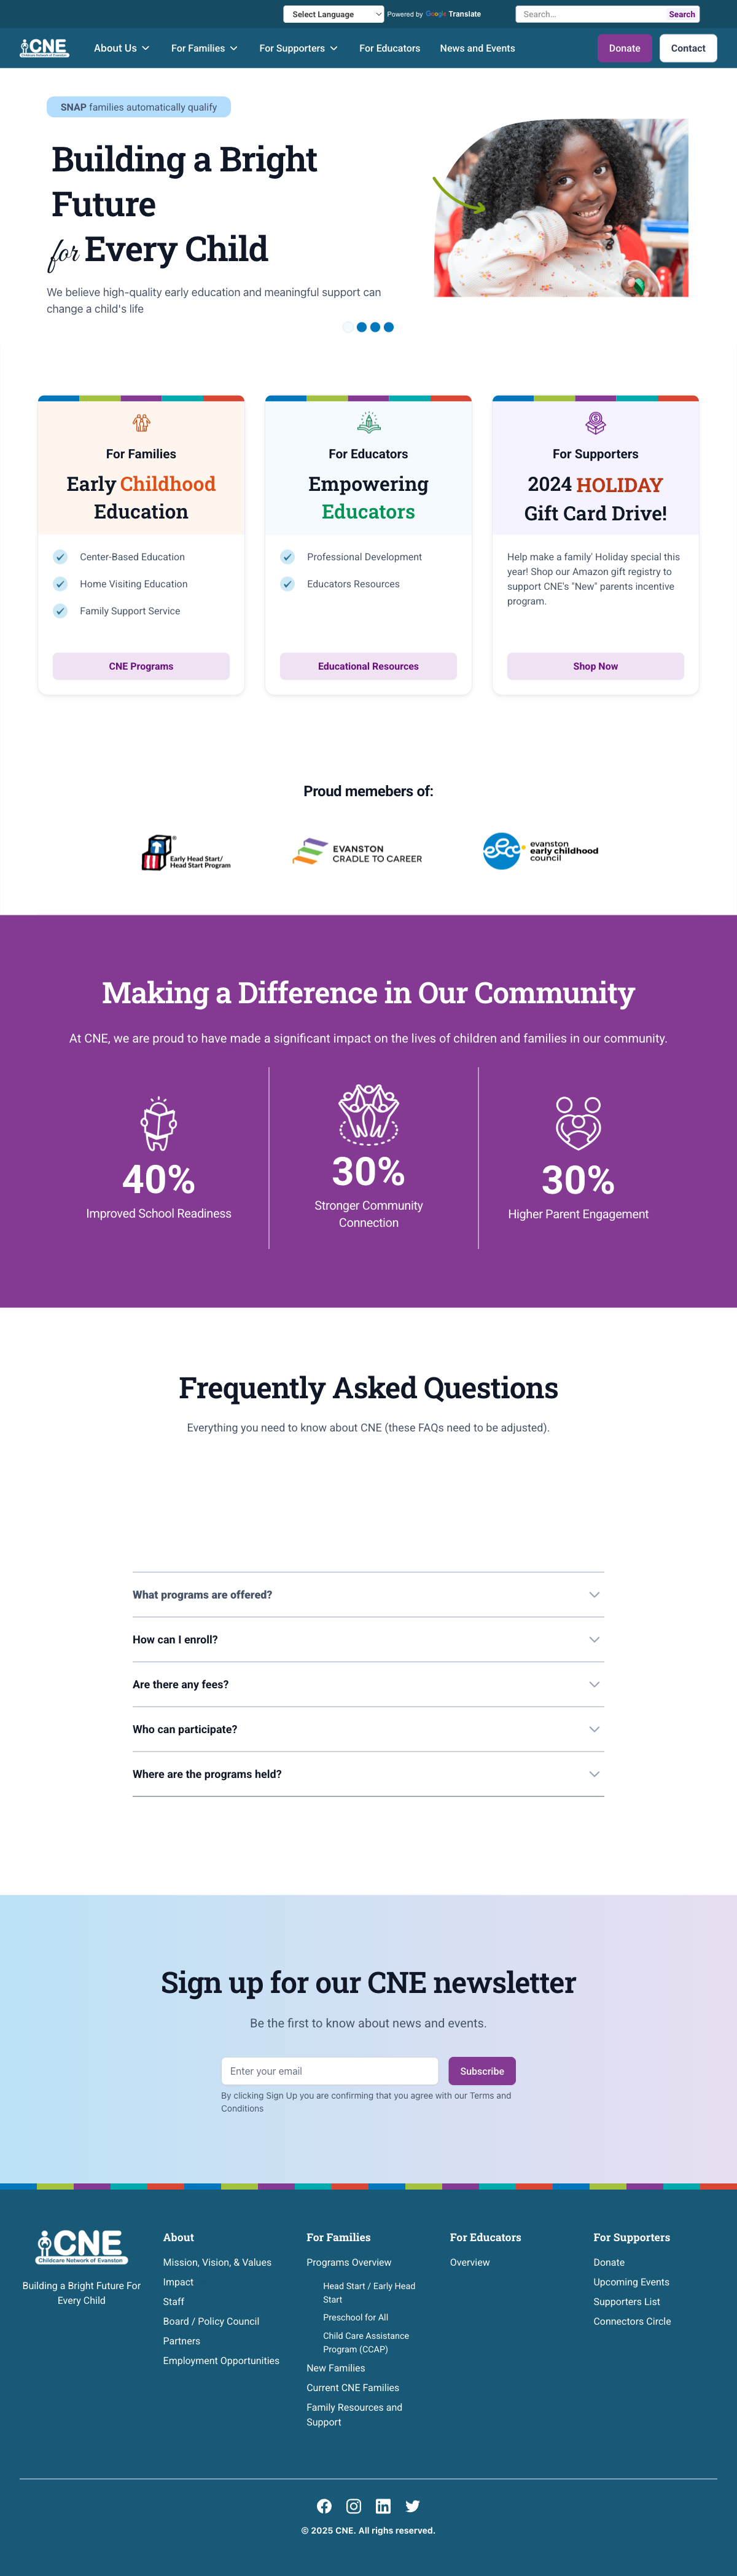 Select Language
Powered by Google Translate
Search...
Search
CNE
Childcare Network of Evanston
About Us
For Families
For Supporters
For Educators
News and Events
Donate
Contact
SNAP families automatically qualify
Building a Bright
Future
for Every Child
We believe high-quality early education and meaningful support can
change a child's life
For Families
Early Childhood
Education
Center-Based Education
Home Visiting Education
Family Support Service
CNE Programs
For Educators
Empowering
Educators
Professional Development
Educators Resources
Educational Resources
For Supporters
2024 HOLIDAY
Gift Card Drive!
Help make a family' Holiday special this
year! Shop our Amazon gift registry to
support CNE's "New" parents incentive
program.
Shop Now
Proud memebers of:
Early Head Start/
Head Start Program
EVANSTON
CRADLE TO CAREER
evanston
early childhood
council
Making a Difference in Our Community
At CNE, we are proud to have made a significant impact on the lives of children and families in our community.
40%
Improved School Readiness
30%
Stronger Community
Connection
30%
Higher Parent Engagement
Frequently Asked Questions
Everything you need to know about CNE (these FAQs need to be adjusted).
What programs are offered?
How can I enroll?
Are there any fees?
Who can participate?
Where are the programs held?
Sign up for our CNE newsletter
Be the first to know about news and events.
Enter your email
Subscribe
By clicking Sign Up you are confirming that you agree with our Terms and
Conditions
CNE
Childcare Network of Evanston
Building a Bright Future For
Every Child
About
Mission, Vision, & Values
Impact
Staff
Board / Policy Council
Partners
Employment Opportunities
For Families
Programs Overview
Head Start / Early Head
Start
Preschool for All
Child Care Assistance
Program (CCAP)
New Families
Current CNE Families
Family Resources and
Support
For Educators
Overview
For Supporters
Donate
Upcoming Events
Supporters List
Connectors Circle
© 2025 CNE. All righs reserved.